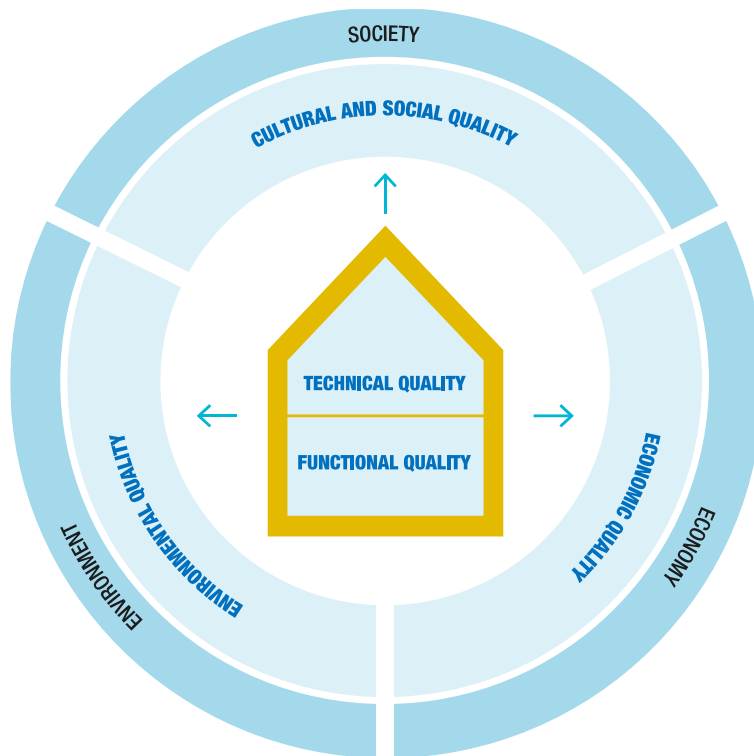 SOCIETY
CULTURAL AND SOCIAL QUALITY
TECHNICAL QUALITY
FUNCTIONAL QUALITY
ENVIRONMENTAL QUALITY
ENVIRONMENT
ECONOMIC QUALITY
ECONOMY